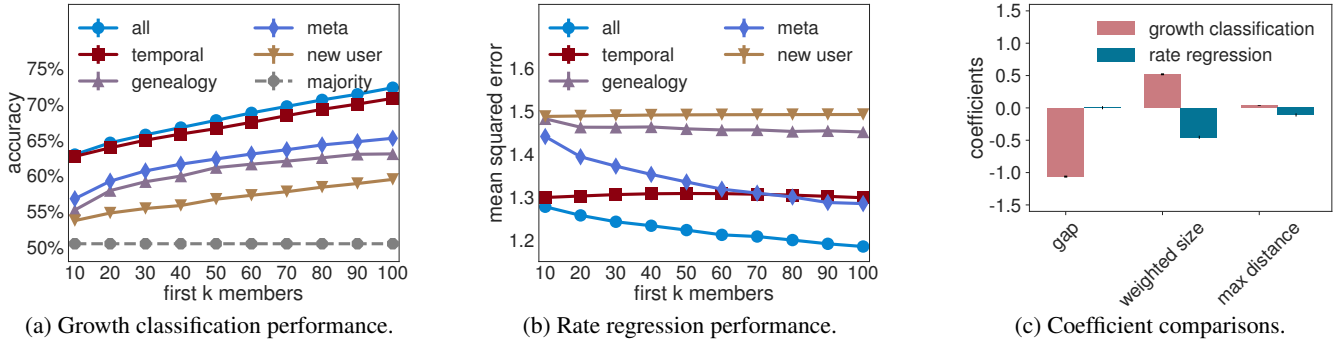 all
temporal
genealogy
meta
new user
majority
accuracy
75%
70%
65%
60%
55%
50%
10 20 30 40 50 60 70 80 90 100
first k members
(a) Growth classification performance.
all
temporal
genealogy
meta
new user
mean squared error
1.6
1.5
1.4
1.3
1.2
10 20 30 40 50 60 70 80 90 100
first k members
(b) Rate regression performance.
growth classification
rate regression
coefficients
1.5
1.0
0.5
0.0
-0.5
-1.0
-1.5
gap
weighted size
max distance
(c) Coefficient comparisons.